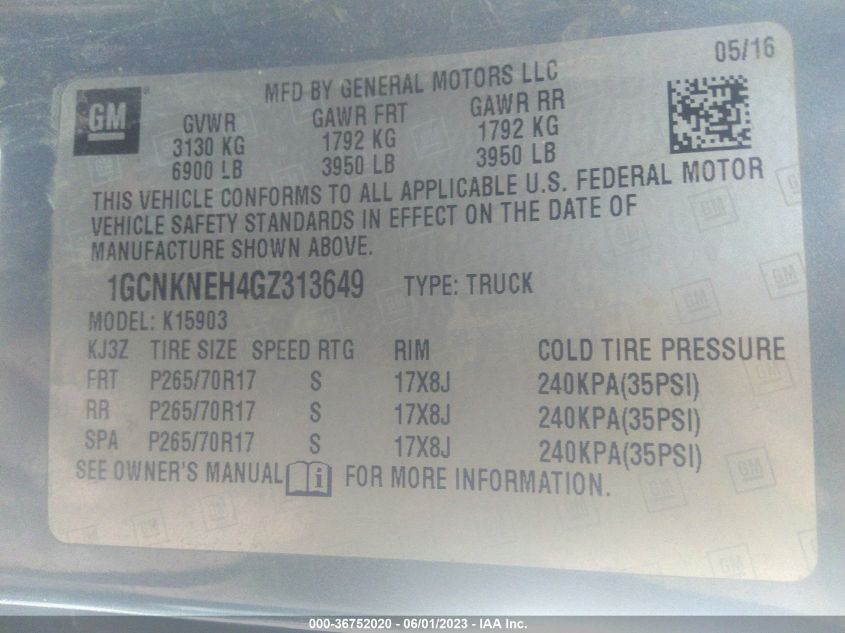 05/16
GM
MFD BY GENERAL MOTORS LLC
GVWR GAWR FRT GAWR RR
3130 KG 1792 KG 1792 KG
6900 LB 3950 LB 3950 LB
THIS VEHICLE CONFORMS TO ALL APPLICABLE U.S. FEDERAL MOTOR
VEHICLE SAFETY STANDARDS IN EFFECT ON THE DATE OF
MANUFACTURE SHOWN ABOVE.
1GCNKNEH4GZ313649 TYPE: TRUCK
MODEL: K15903
KJ3Z TIRE SIZE SPEED RTG RIM COLD TIRE PRESSURE
FRT P265/70R17 S 17X8J 240KPA(35PSI)
RR P265/70R17 S 17X8J 240KPA(35PSI)
SPA P265/70R17 S 17X8J 240KPA(35PSI)
SEE OWNER'S MANUAL i FOR MORE INFORMATION.
000-36752020 - 06/01/2023 - IAA Inc.